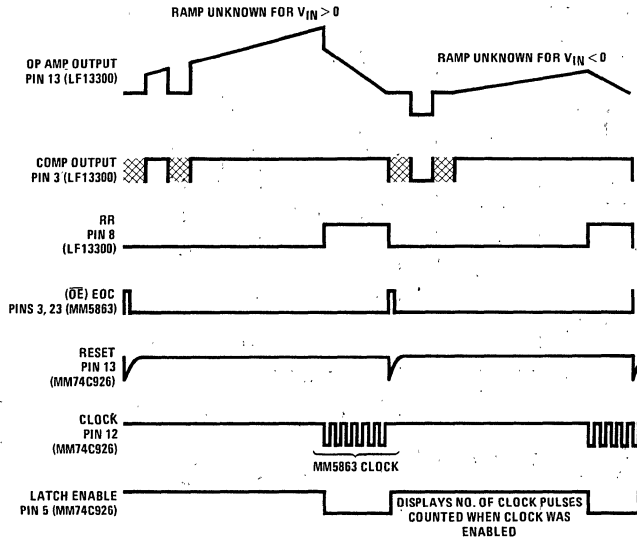 RAMP UNKNOWN FOR VIN > 0
OP AMP OUTPUT
PIN 13 (LF13300)
RAMP UNKNOWN FOR VIN < 0
COMP OUTPUT
PIN 3 (LF13300)
RR
PIN 8
(LF13300)
(OE) EOC
PINS 3, 23 (MM5863)
RESET
PIN 13
(MM74C926)
CLOCK
PIN 12
(MM74C926)
MM5863 CLOCK
LATCH ENABLE
PIN 5 (MM74C926)
DISPLAYS NO. OF CLOCK PULSES
COUNTED WHEN CLOCK WAS
ENABLED